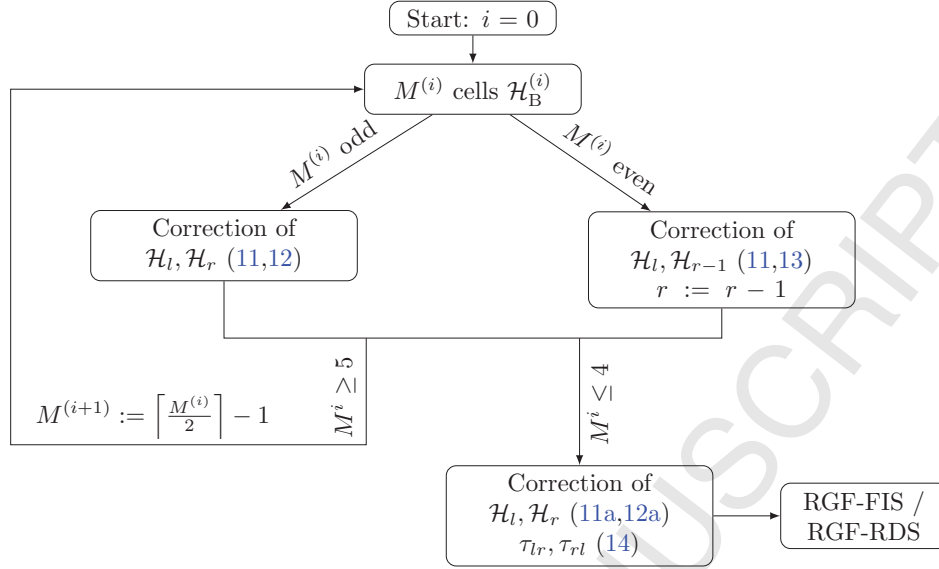 Start: i = 0
M^{(i)} cells \mathcal{H}_B^{(i)}
M^{(i)} odd
M^{(i)} even
Correction of
\mathcal{H}_l, \mathcal{H}_r (11,12)
Correction of
\mathcal{H}_l, \mathcal{H}_{r-1} (11,13)
r := r − 1
M^i ≥ 5
M^i ≤ 4
M^{(i+1)} := ⌈\frac{M^{(i)}}{2}⌉ − 1
Correction of
\mathcal{H}_l, \mathcal{H}_r (11a,12a)
τ_{lr}, τ_{rl} (14)
RGF-FIS /
RGF-RDS
USCRIPT